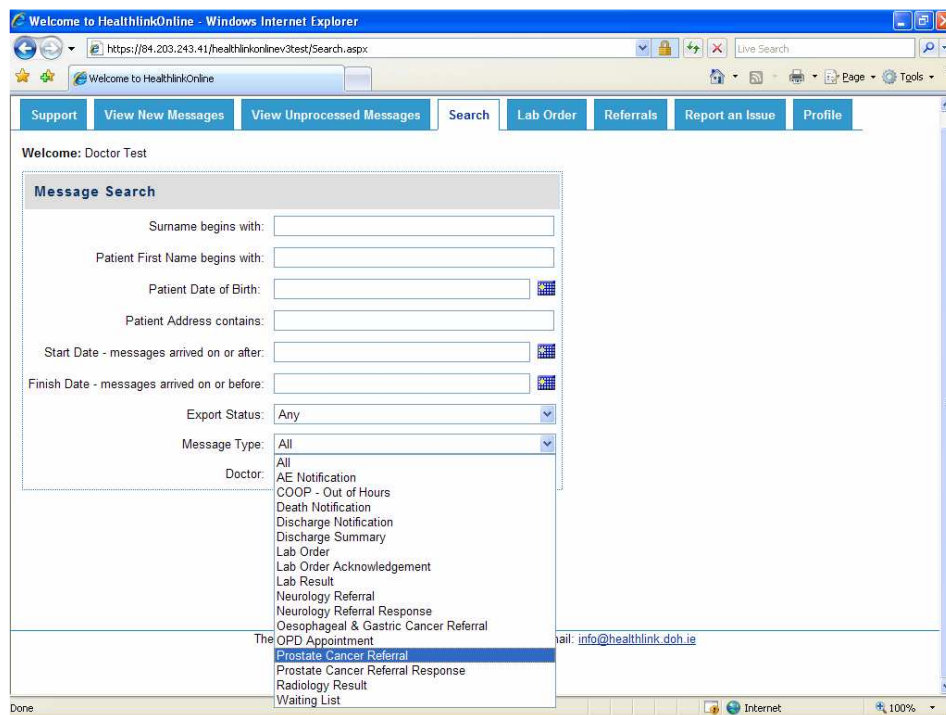 Welcome to HealthlinkOnline - Windows Internet Explorer
https://84.203.243.41/healthlinkonlinev3test/Search.aspx
Live Search
Welcome to HealthlinkOnline
Page Tools
Support View New Messages View Unprocessed Messages Search Lab Order Referrals Report an Issue Profile
Welcome: Doctor Test
Message Search
Surname begins with:
Patient First Name begins with:
Patient Date of Birth:
Patient Address contains:
Start Date - messages arrived on or after:
Finish Date - messages arrived on or before:
Export Status: Any
Message Type: All
Doctor:
All
AE Notification
COOP - Out of Hours
Death Notification
Discharge Notification
Discharge Summary
Lab Order
Lab Order Acknowledgement
Lab Result
Neurology Referral
Neurology Referral Response
Oesophageal & Gastric Cancer Referral
The OPD Appointment ail: info@healthlink.doh.ie
Prostate Cancer Referral
Prostate Cancer Referral Response
Radiology Result
Waiting List
Done Internet 100%